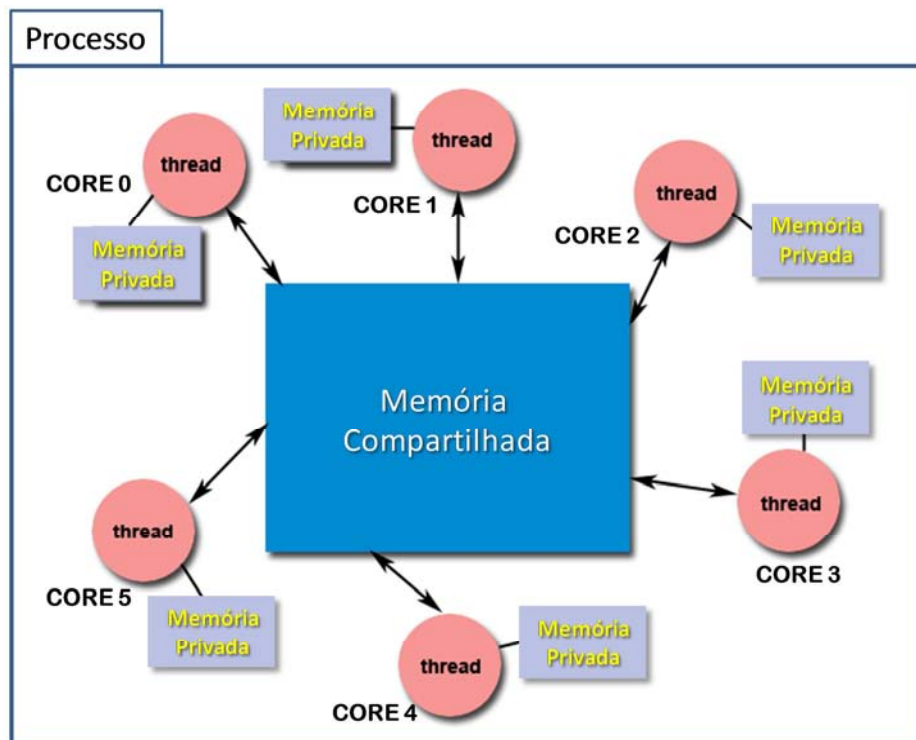 Processo
thread
CORE 0
Memória
Privada
Memória
Privada
thread
CORE 1
thread
CORE 2
Memória
Privada
Memória
Compartilhada
Memória
Privada
thread
CORE 3
thread
CORE 5
Memória
Privada
thread
CORE 4
Memória
Privada